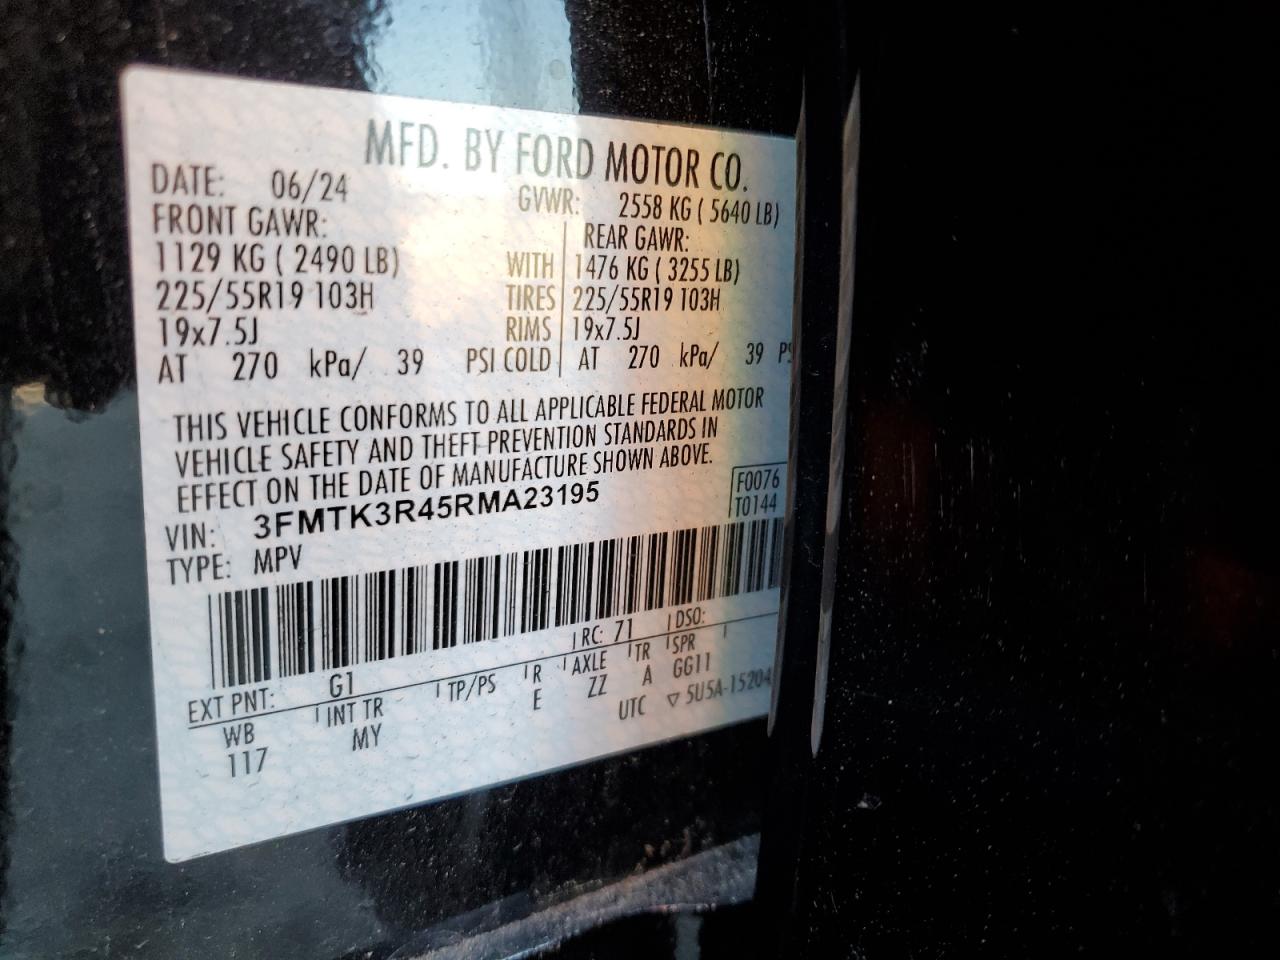 MFD. BY FORD MOTOR CO.
DATE: 06/24 GVWR: 2558 KG ( 5640 LB)
FRONT GAWR: REAR GAWR:
1129 KG ( 2490 LB) WITH 1476 KG ( 3255 LB)
225/55R19 103H TIRES 225/55R19 103H
19x7.5J RIMS 19x7.5J
AT 270 kPa/ 39 PSI COLD AT 270 kPa/ 39 PS
THIS VEHICLE CONFORMS TO ALL APPLICABLE FEDERAL MOTOR
VEHICLE SAFETY AND THEFT PREVENTION STANDARDS IN
EFFECT ON THE DATE OF MANUFACTURE SHOWN ABOVE.
F0076
T0144
VIN: 3FMTK3R45RMA23195
TYPE: MPV
EXT PNT: G1 RC: 71 DSO:
WB INT TR TP/PS R AXLE TR SPR
117 MY E ZZ A GG11
UTC ▽ 5U5A-15204